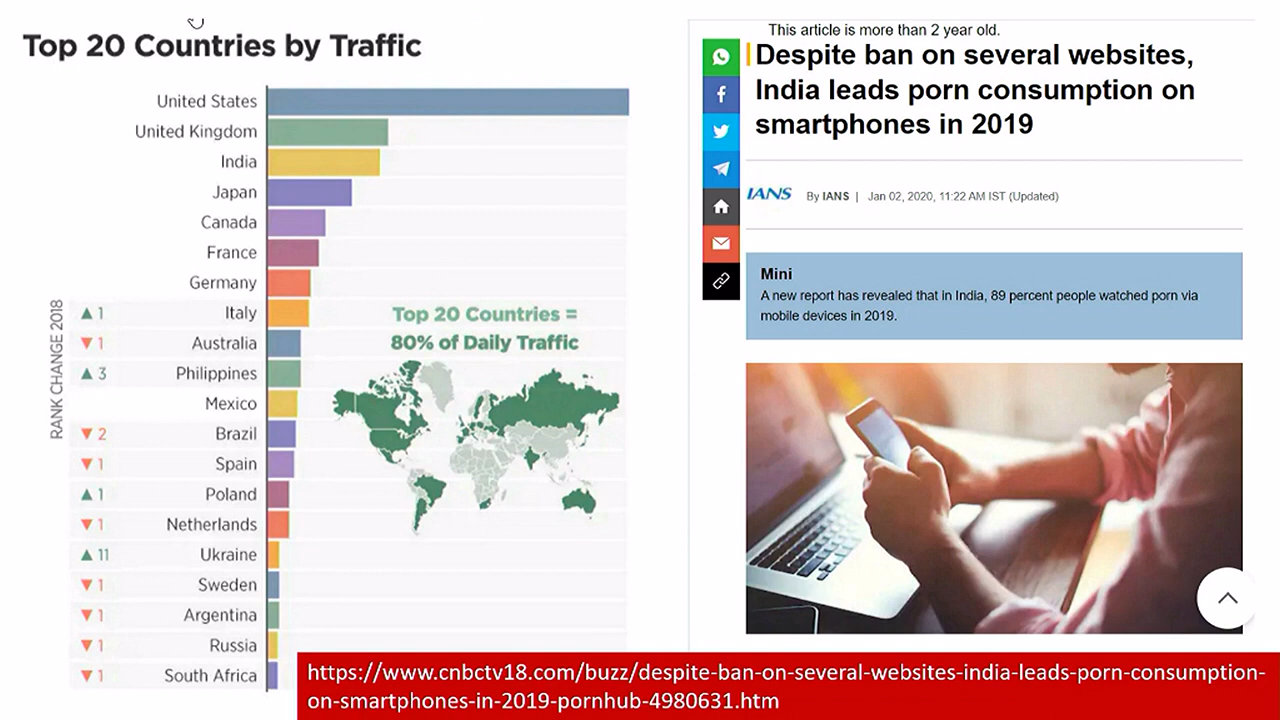 Top 20 Countries by Traffic
United States
United Kingdom
India
Japan
Canada
France
Germany
▲ 1 Italy
▼ 1 Australia
▲ 3 Philippines
Mexico
▼ 2 Brazil
▼ 1 Spain
▲ 1 Poland
▼ 1 Netherlands
▲ 11 Ukraine
▼ 1 Sweden
▼ 1 Argentina
▼ 1 Russia
▼ 1 South Africa
RANK CHANGE 2018
Top 20 Countries =
80% of Daily Traffic
This article is more than 2 year old.
Despite ban on several websites,
India leads porn consumption on
smartphones in 2019
IANS By IANS | Jan 02, 2020, 11:22 AM IST (Updated)
Mini
A new report has revealed that in India, 89 percent people watched porn via
mobile devices in 2019.
https://www.cnbctv18.com/buzz/despite-ban-on-several-websites-india-leads-porn-consumption-
on-smartphones-in-2019-pornhub-4980631.htm